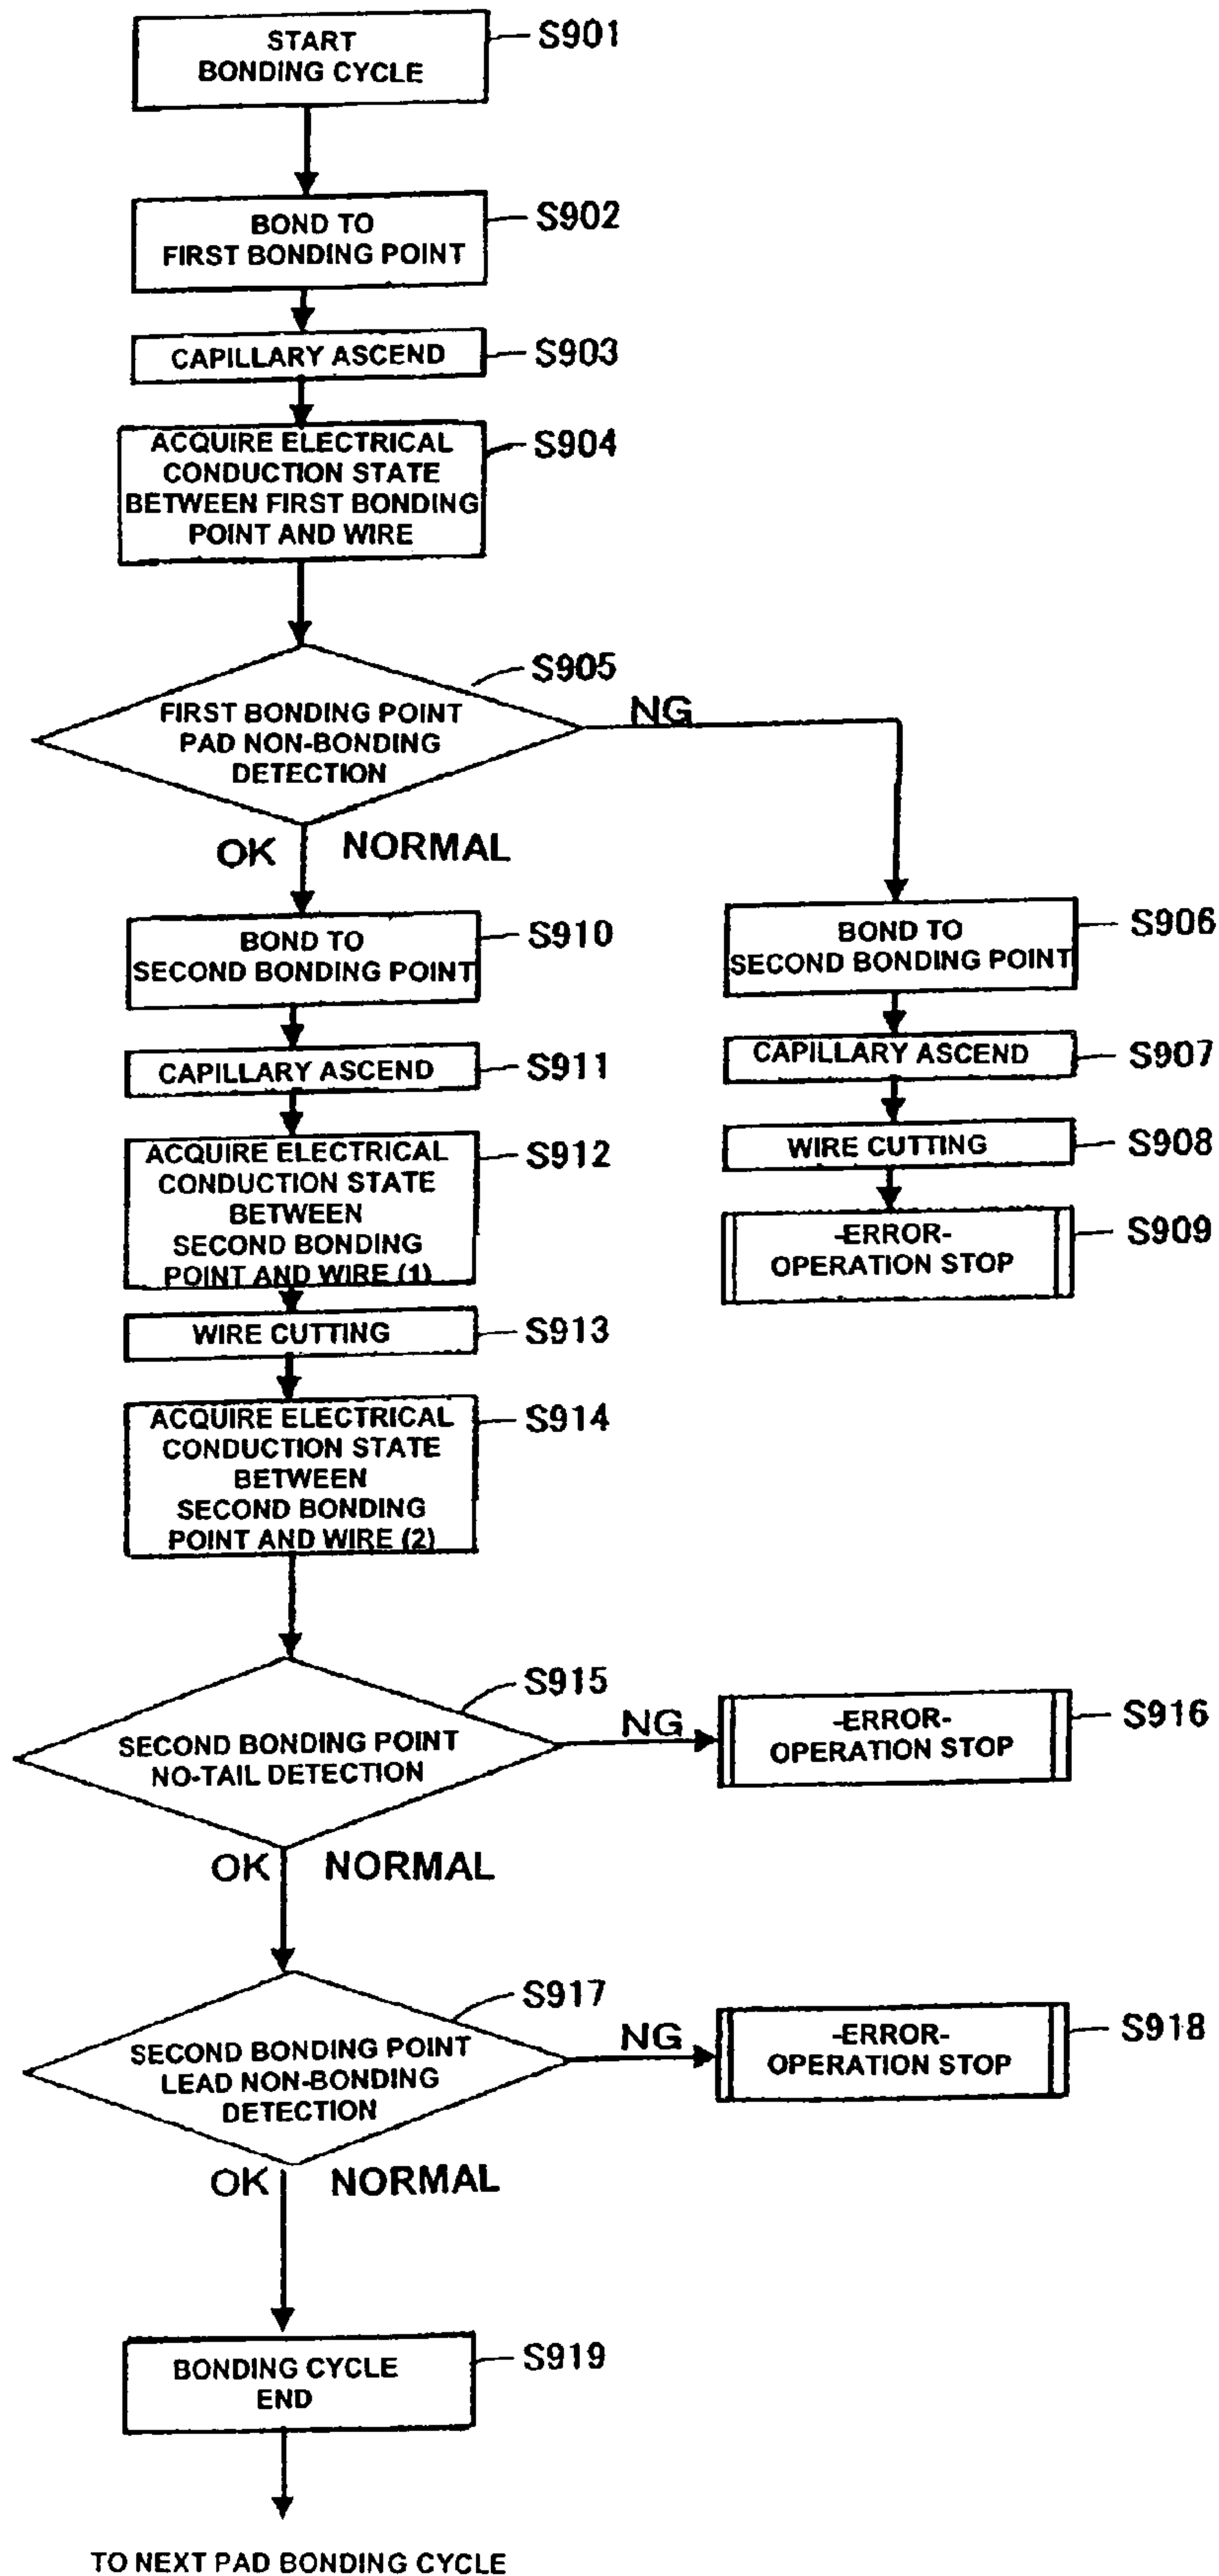 START
BONDING CYCLE
S901
BOND TO
FIRST BONDING POINT
S902
CAPILLARY ASCEND
S903
ACQUIRE ELECTRICAL
CONDUCTION STATE
BETWEEN FIRST BONDING
POINT AND WIRE
S904
FIRST BONDING POINT
PAD NON-BONDING
DETECTION
S905
NG
OK NORMAL
BOND TO
SECOND BONDING POINT
S906
CAPILLARY ASCEND
S907
WIRE CUTTING
S908
-ERROR-
OPERATION STOP
S909
BOND TO
SECOND BONDING POINT
S910
CAPILLARY ASCEND
S911
ACQUIRE ELECTRICAL
CONDUCTION STATE
BETWEEN
SECOND BONDING
POINT AND WIRE (1)
S912
WIRE CUTTING
S913
ACQUIRE ELECTRICAL
CONDUCTION STATE
BETWEEN
SECOND BONDING
POINT AND WIRE (2)
S914
SECOND BONDING POINT
NO-TAIL DETECTION
S915
NG
-ERROR-
OPERATION STOP
S916
OK NORMAL
SECOND BONDING POINT
LEAD NON-BONDING
DETECTION
S917
NG
-ERROR-
OPERATION STOP
S918
OK NORMAL
BONDING CYCLE
END
S919
TO NEXT PAD BONDING CYCLE